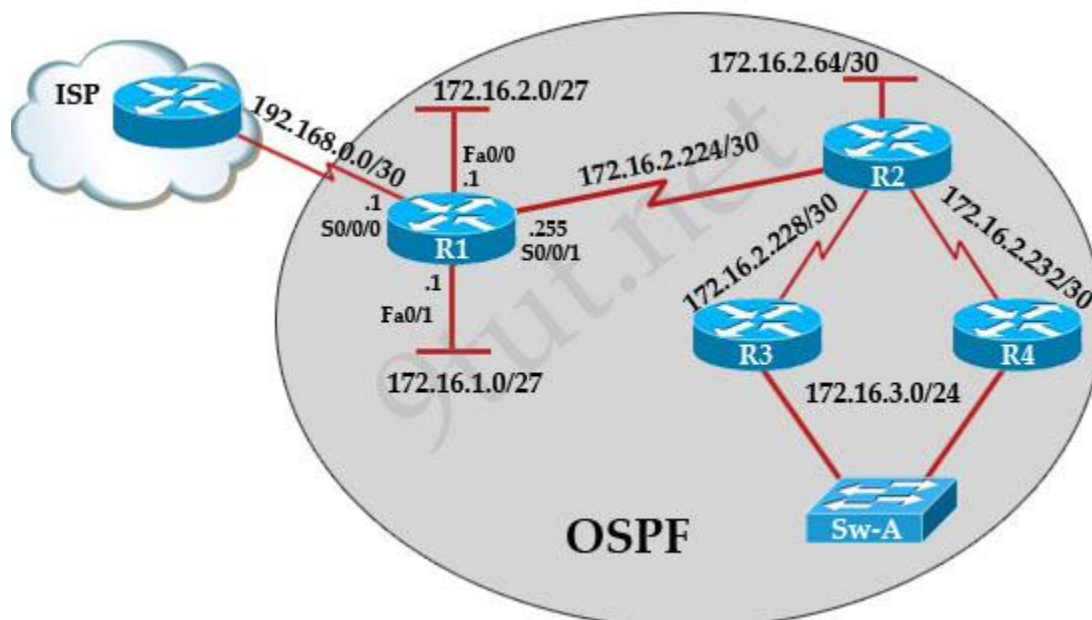 ISP
192.168.0.0/30
.1
S0/0/0
172.16.2.0/27
Fa0/0
.1
R1
.255
S0/0/1
.1
Fa0/1
172.16.1.0/27
172.16.2.224/30
172.16.2.64/30
R2
172.16.2.228/30
172.16.2.232/30
R3
R4
172.16.3.0/24
Sw-A
OSPF
9tut.net